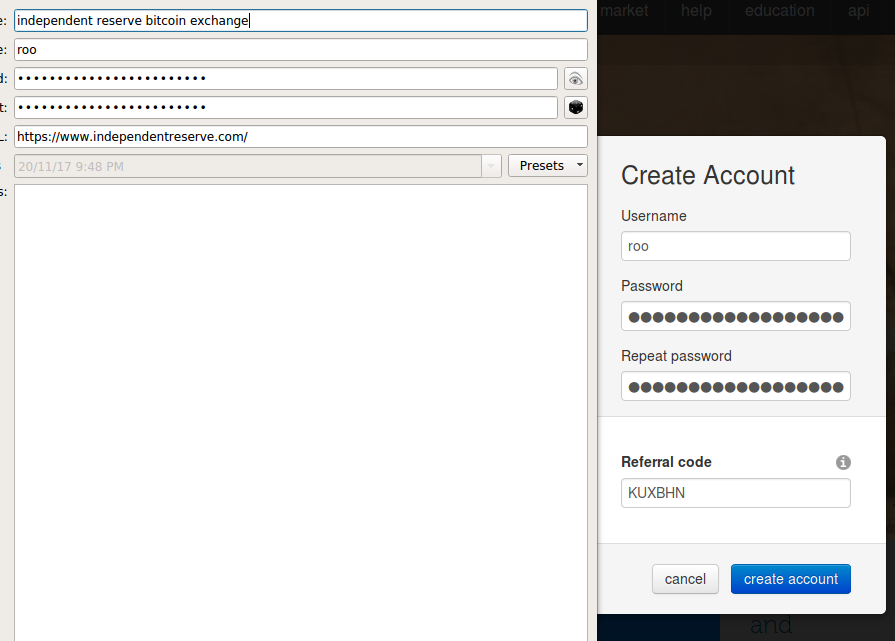 e: independent reserve bitcoin exchange
e: roo
d: ••••••••••••••••••••••••
t: ••••••••••••••••••••••••
L: https://www.independentreserve.com/
20/11/17 9:48 PM Presets
s:
market help education api
Create Account
Username
roo
Password
●●●●●●●●●●●●●●●●●●
Repeat password
●●●●●●●●●●●●●●●●●●
Referral code
KUXBHN
cancel create account
and